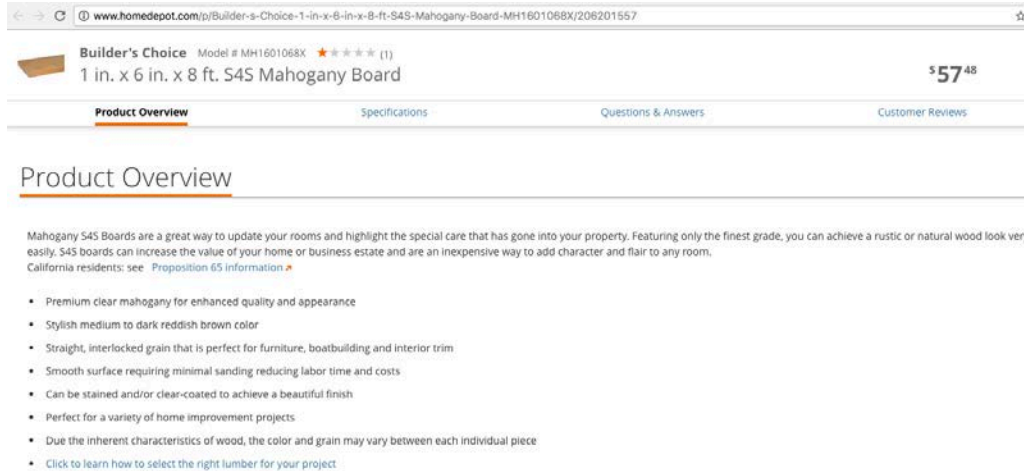 www.homedepot.com/p/Builder-s-Choice-1-in-x-6-in-x-8-ft-S4S-Mahogany-Board-MH1601068X/206201557
Builder's Choice Model # MH1601068X (1)
1 in. x 6 in. x 8 ft. S4S Mahogany Board
$57 48
Product Overview Specifications Questions & Answers Customer Reviews
Product Overview
Mahogany S4S Boards are a great way to update your rooms and highlight the special care that has gone into your property. Featuring only the finest grade, you can achieve a rustic or natural wood look ver
easily. S4S boards can increase the value of your home or business estate and are an inexpensive way to add character and flair to any room.
California residents: see Proposition 65 information
• Premium clear mahogany for enhanced quality and appearance
• Stylish medium to dark reddish brown color
• Straight, interlocked grain that is perfect for furniture, boatbuilding and interior trim
• Smooth surface requiring minimal sanding reducing labor time and costs
• Can be stained and/or clear-coated to achieve a beautiful finish
• Perfect for a variety of home improvement projects
• Due the inherent characteristics of wood, the color and grain may vary between each individual piece
• Click to learn how to select the right lumber for your project